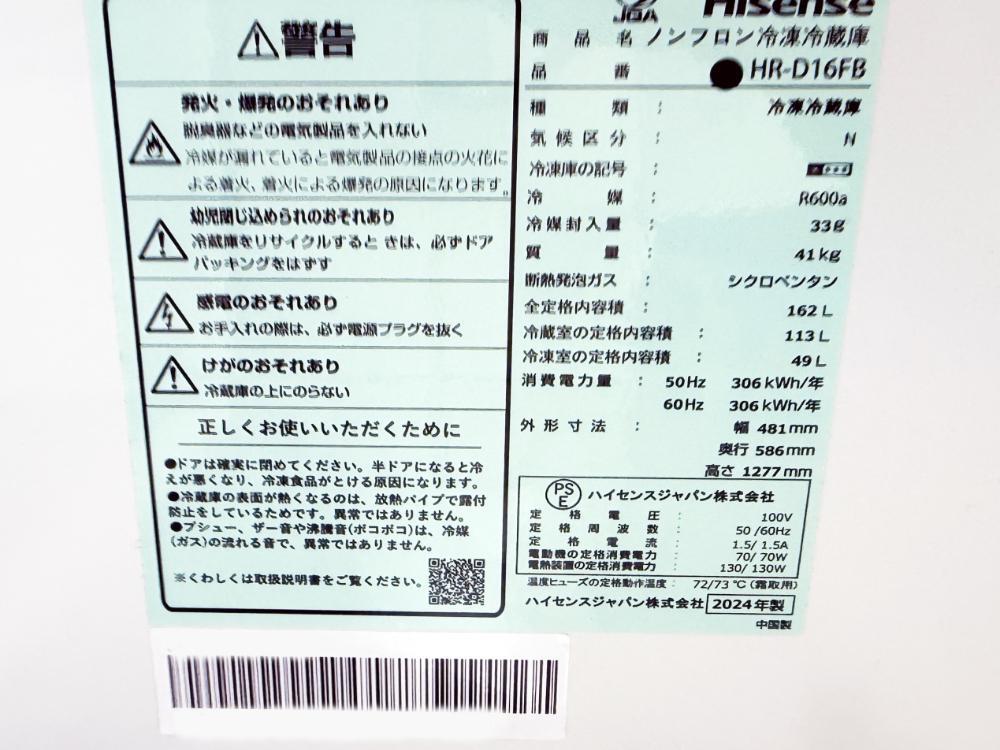 ⚠警告
発火・爆発のおそれあり
脱臭器などの電気製品を入れない
冷媒が漏れていると電気製品の接点の火花に
よる着火、着火による爆発の原因になります。
幼児閉じ込められのおそれあり
冷蔵庫をリサイクルするときは、必ずドア
パッキングをはずす
感電のおそれあり
お手入れの際は、必ず電源プラグを抜く
けがのおそれあり
冷蔵庫の上にのらない
正しくお使いいただくために
●ドアは確実に閉めてください。半ドアになると冷
えが悪くなり、冷凍食品がとける原因になります。
●冷蔵庫の表面が熱くなるのは、放熱パイプで露付
防止をしているためです。異常ではありません。
●プシュー、ザー音や沸騰音(ポコポコ)は、冷媒
(ガス)の流れる音で、異常ではありません。
※くわしくは取扱説明書をご覧ください。
JGA Hisense
商品名 ノンフロン冷凍冷蔵庫
品番 ●HR-D16FB
種類: 冷凍冷蔵庫
気候区分: N
冷凍庫の記号:
冷媒: R600a
冷媒封入量: 33g
質量: 41kg
断熱発泡ガス: シクロペンタン
全定格内容積: 162 L
冷蔵室の定格内容積: 113 L
冷凍室の定格内容積: 49 L
消費電力量: 50Hz 306 kWh/年
60Hz 306 kWh/年
外形寸法: 幅 481mm
奥行 586mm
高さ 1277mm
PSE ハイセンスジャパン株式会社
定格電圧: 100V
定格周波数: 50/60Hz
定格電流: 1.5/ 1.5A
電動機の定格消費電力: 70/ 70W
電熱装置の定格消費電力: 130/ 130W
温度ヒューズの定格動作温度: 72/73 ℃ (霜取用)
ハイセンスジャパン株式会社 2024年製
中国製